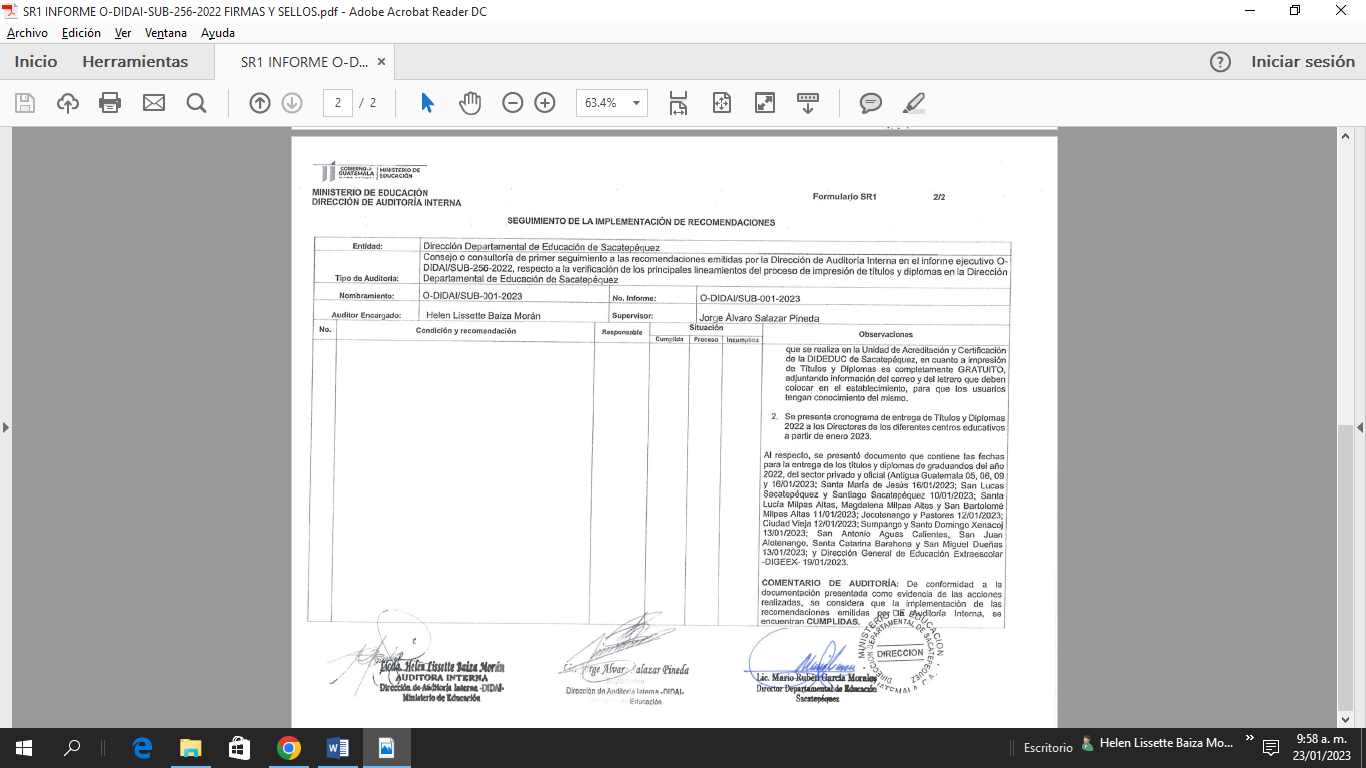 SR1 INFORME O-DIDAI-SUB-256-2022 FIRMAS Y SELLOS.pdf - Adobe Acrobat Reader DC
Archivo Edición Ver Ventana Ayuda
Inicio Herramientas SR1 INFORME O-D... × Iniciar sesión
2 / 2 63.4%
GOBIERNO de GUATEMALA MINISTERIO DE EDUCACIÓN
MINISTERIO DE EDUCACIÓN
DIRECCIÓN DE AUDITORÍA INTERNA
Formulario SR1 2/2
SEGUIMIENTO DE LA IMPLEMENTACIÓN DE RECOMENDACIONES
Entidad: Dirección Departamental de Educación de Sacatepéquez
Tipo de Auditoria: Consejo o consultoría de primer seguimiento a las recomendaciones emitidas por la Dirección de Auditoría Interna en el informe ejecutivo O-
DIDAI/SUB-256-2022, respecto a la verificación de los principales lineamientos del proceso de impresión de títulos y diplomas en la Dirección
Departamental de Educación de Sacatepéquez
Nombramiento: O-DIDAI/SUB-001-2023 No. Informe: O-DIDAI/SUB-001-2023
Auditor Encargado: Helen Lissette Baiza Morán Supervisor: Jorge Álvaro Salazar Pineda
No. Condición y recomendación Responsable Situación Observaciones
Cumplida Proceso Incumplida
que se realiza en la Unidad de Acreditación y Certificación
de la DIDEDUC de Sacatepéquez, en cuanto a impresión
de Títulos y Diplomas es completamente GRATUITO,
adjuntando información del correo y del letrero que deben
colocar en el establecimiento, para que los usuarios
tengan conocimiento del mismo.
2. Se presenta cronograma de entrega de Títulos y Diplomas
2022 a los Directores de los diferentes centros educativos
a partir de enero 2023.
Al respecto, se presentó documento que contiene las fechas
para la entrega de los títulos y diplomas de graduandos del año
2022, del sector privado y oficial (Antigua Guatemala 05, 06, 09
y 16/01/2023; Santa María de Jesús 16/01/2023; San Lucas
Sacatepéquez y Santiago Sacatepéquez 10/01/2023; Santa
Lucía Milpas Altas, Magdalena Milpas Altas y San Bartolomé
Milpas Altas 11/01/2023; Jocotenango y Pastores 12/01/2023;
Ciudad Vieja 12/01/2023; Sumpango y Santo Domingo Xenacoj
13/01/2023; San Antonio Aguas Calientes, San Juan
Alotenango, Santa Catarina Barahona y San Miguel Dueñas
13/01/2023; y Dirección General de Educación Extraescolar
-DIGEEX- 19/01/2023.
COMENTARIO DE AUDITORÍA: De conformidad a la
documentación presentada como evidencia de las acciones
realizadas, se considera que la implementación de las
recomendaciones emitidas por la Auditoría Interna, se
encuentran CUMPLIDAS.
Licda. Helen Lissette Baiza Morán
AUDITORA INTERNA
Dirección de Auditoría Interna -DIDAI-
Ministerio de Educación
Jorge Alvar Salazar Pineda
Dirección de Auditoría Interna -DIDAI-
Educación
Lic. Mario Rubén García Morales
Director Departamental de Educación
Sacatepéquez
MINISTERIO DE EDUCACION
DIRECCION DEPARTAMENTAL DE SACATEPEQUEZ
DIRECCION
GUATEMALA C.A.
Escritorio Helen Lissette Baiza Mo... » 9:58 a. m.
23/01/2023